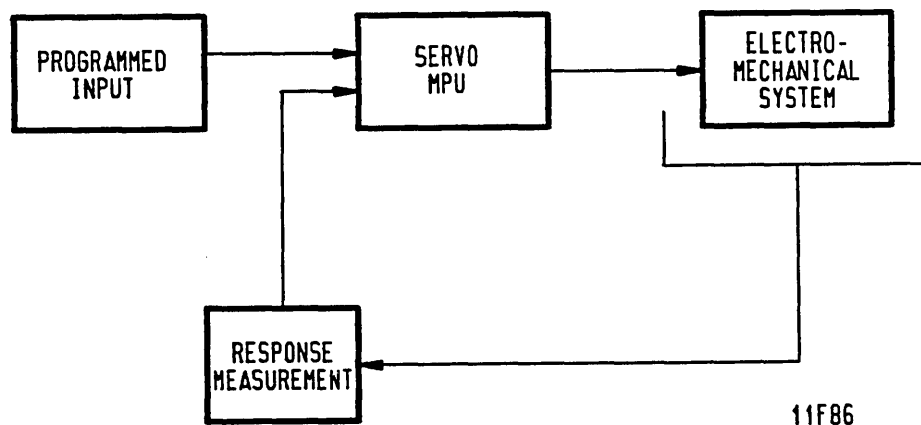 PROGRAMMED
INPUT
SERVO
MPU
ELECTRO-
MECHANICAL
SYSTEM
RESPONSE
MEASUREMENT
11F86